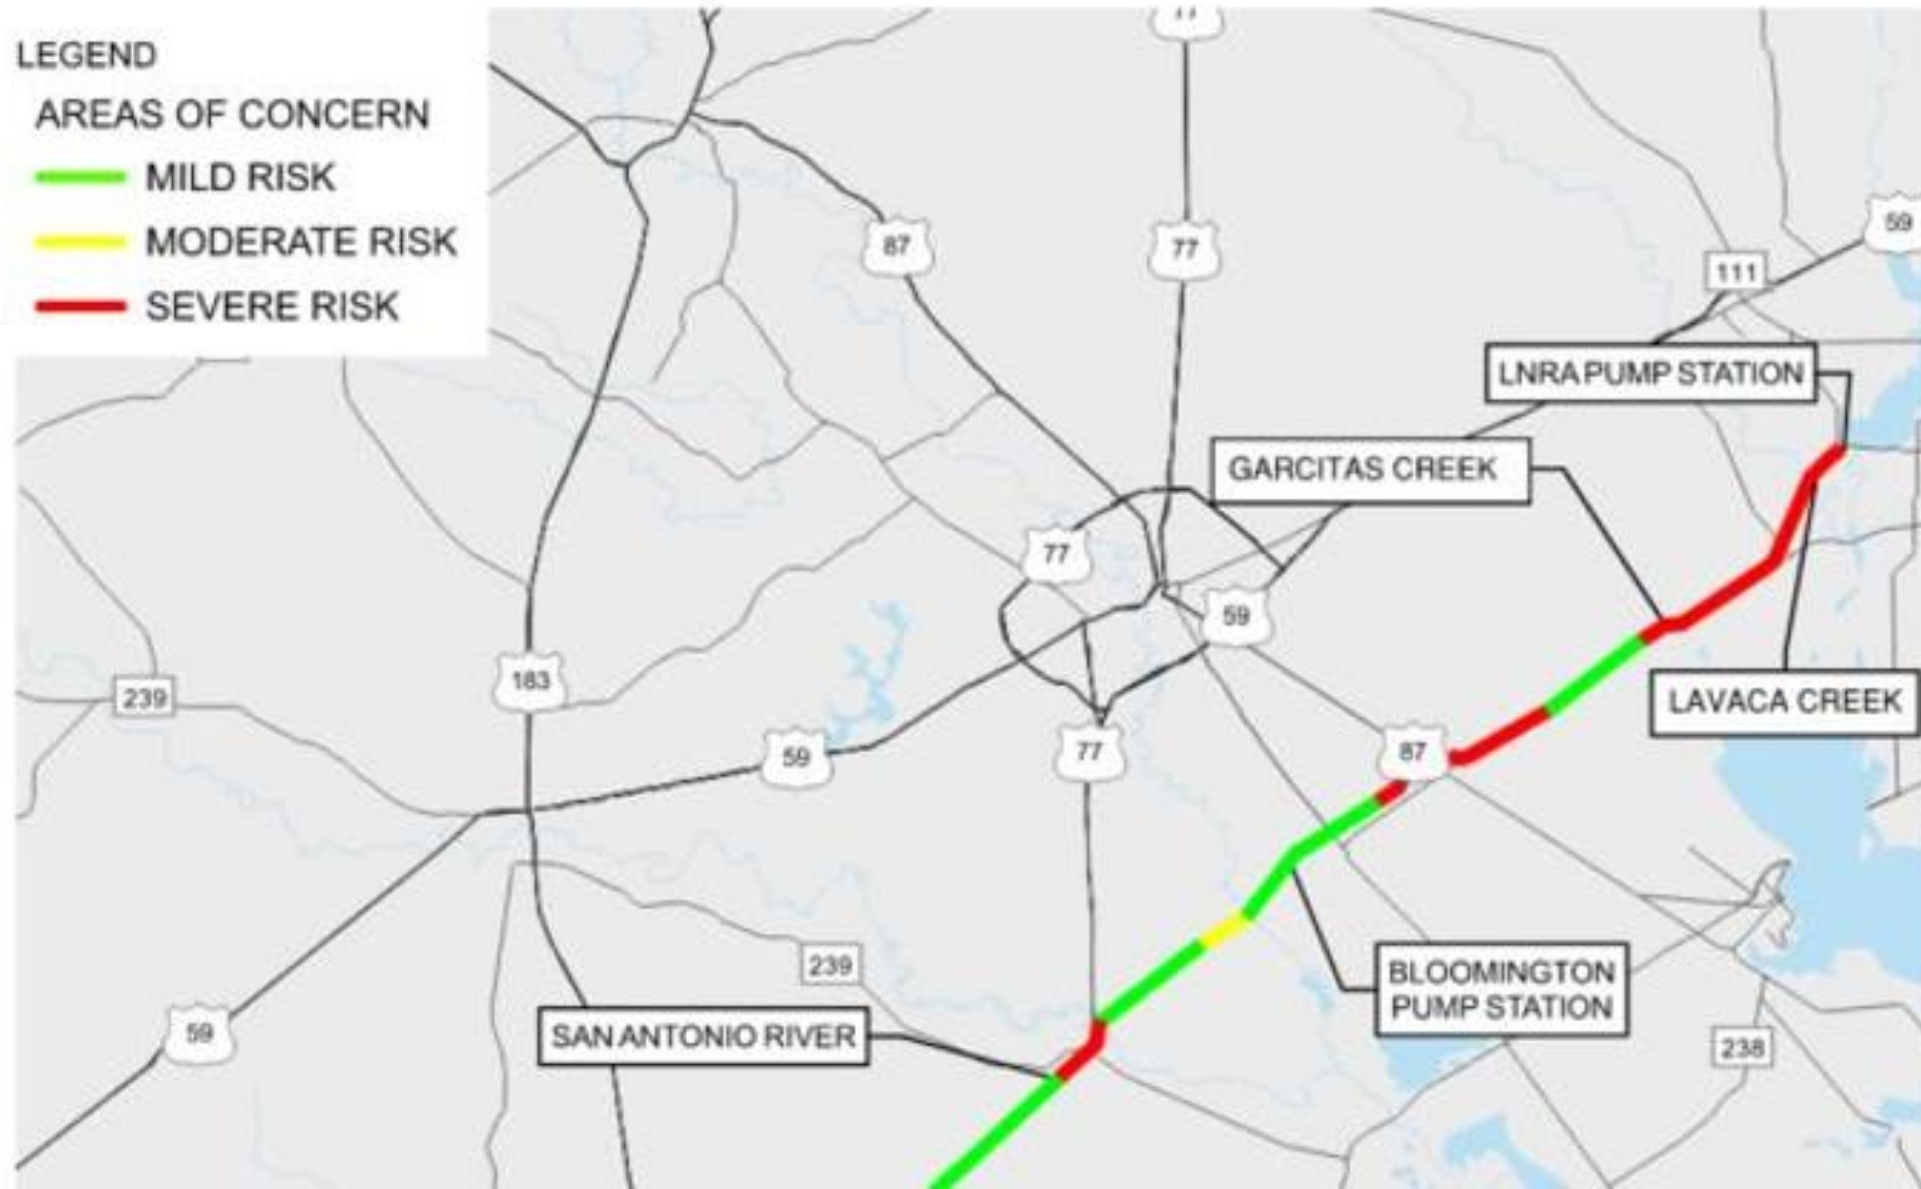 LEGEND
AREAS OF CONCERN
MILD RISK
MODERATE RISK
SEVERE RISK
77
59
87
77
111
LNRA PUMP STATION
GARCITAS CREEK
77
59
183
239
LAVACA CREEK
59
77
87
239
BLOOMINGTON
PUMP STATION
59
SAN ANTONIO RIVER
238